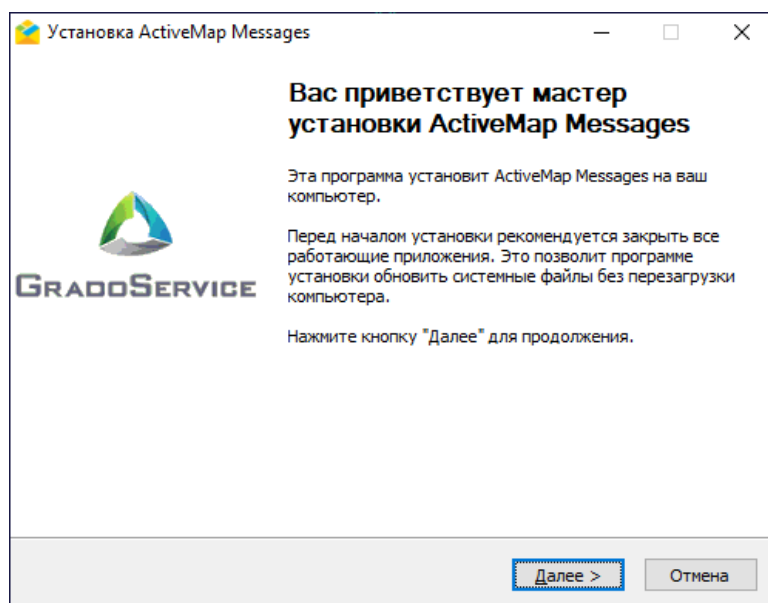 Установка ActiveMap Messages
Вас приветствует мастер
установки ActiveMap Messages
Эта программа установит ActiveMap Messages на ваш
компьютер.
Перед началом установки рекомендуется закрыть все
работающие приложения. Это позволит программе
установки обновить системные файлы без перезагрузки
компьютера.
Нажмите кнопку "Далее" для продолжения.
GRADOSERVICE
Далее >
Отмена